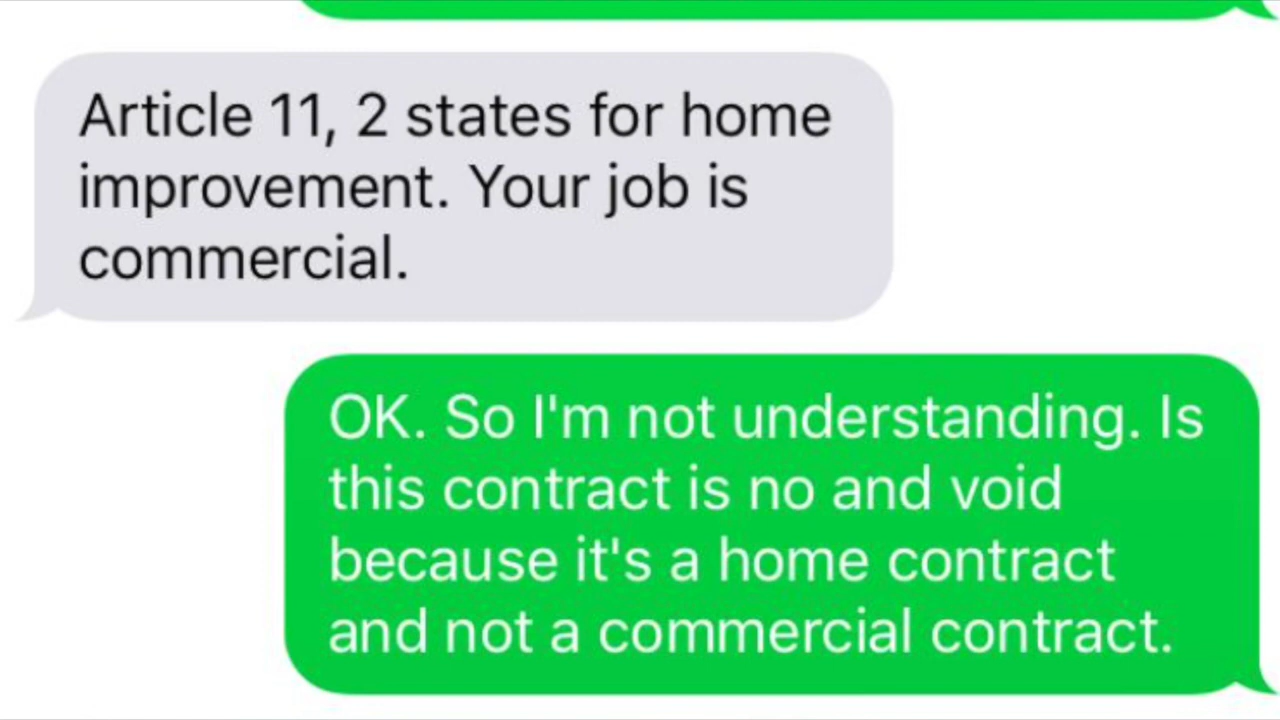 Article 11, 2 states for home
improvement. Your job is
commercial.
OK. So I'm not understanding. Is
this contract is no and void
because it's a home contract
and not a commercial contract.